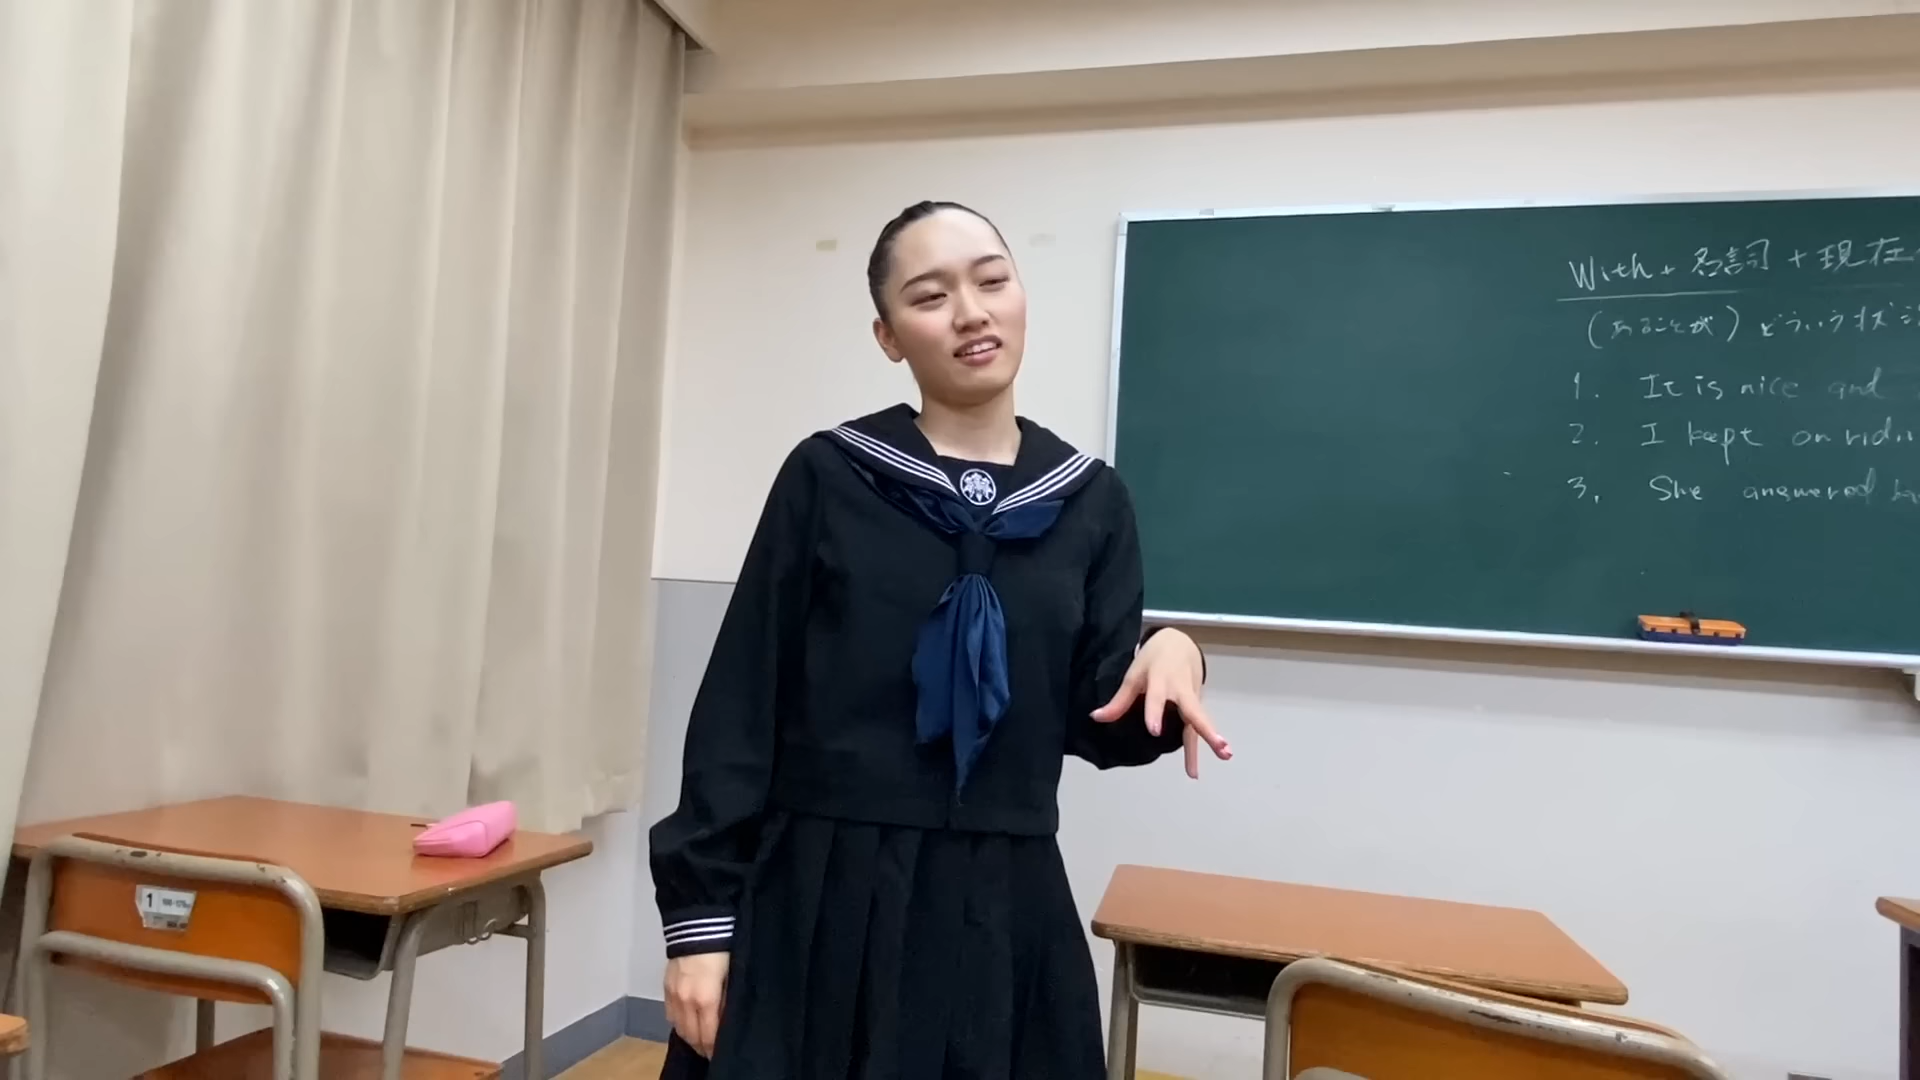 With + 名詞 + 現在
(あることが) どういう状
1. It is nice and
2. I kept on ridi
3. She answered
1